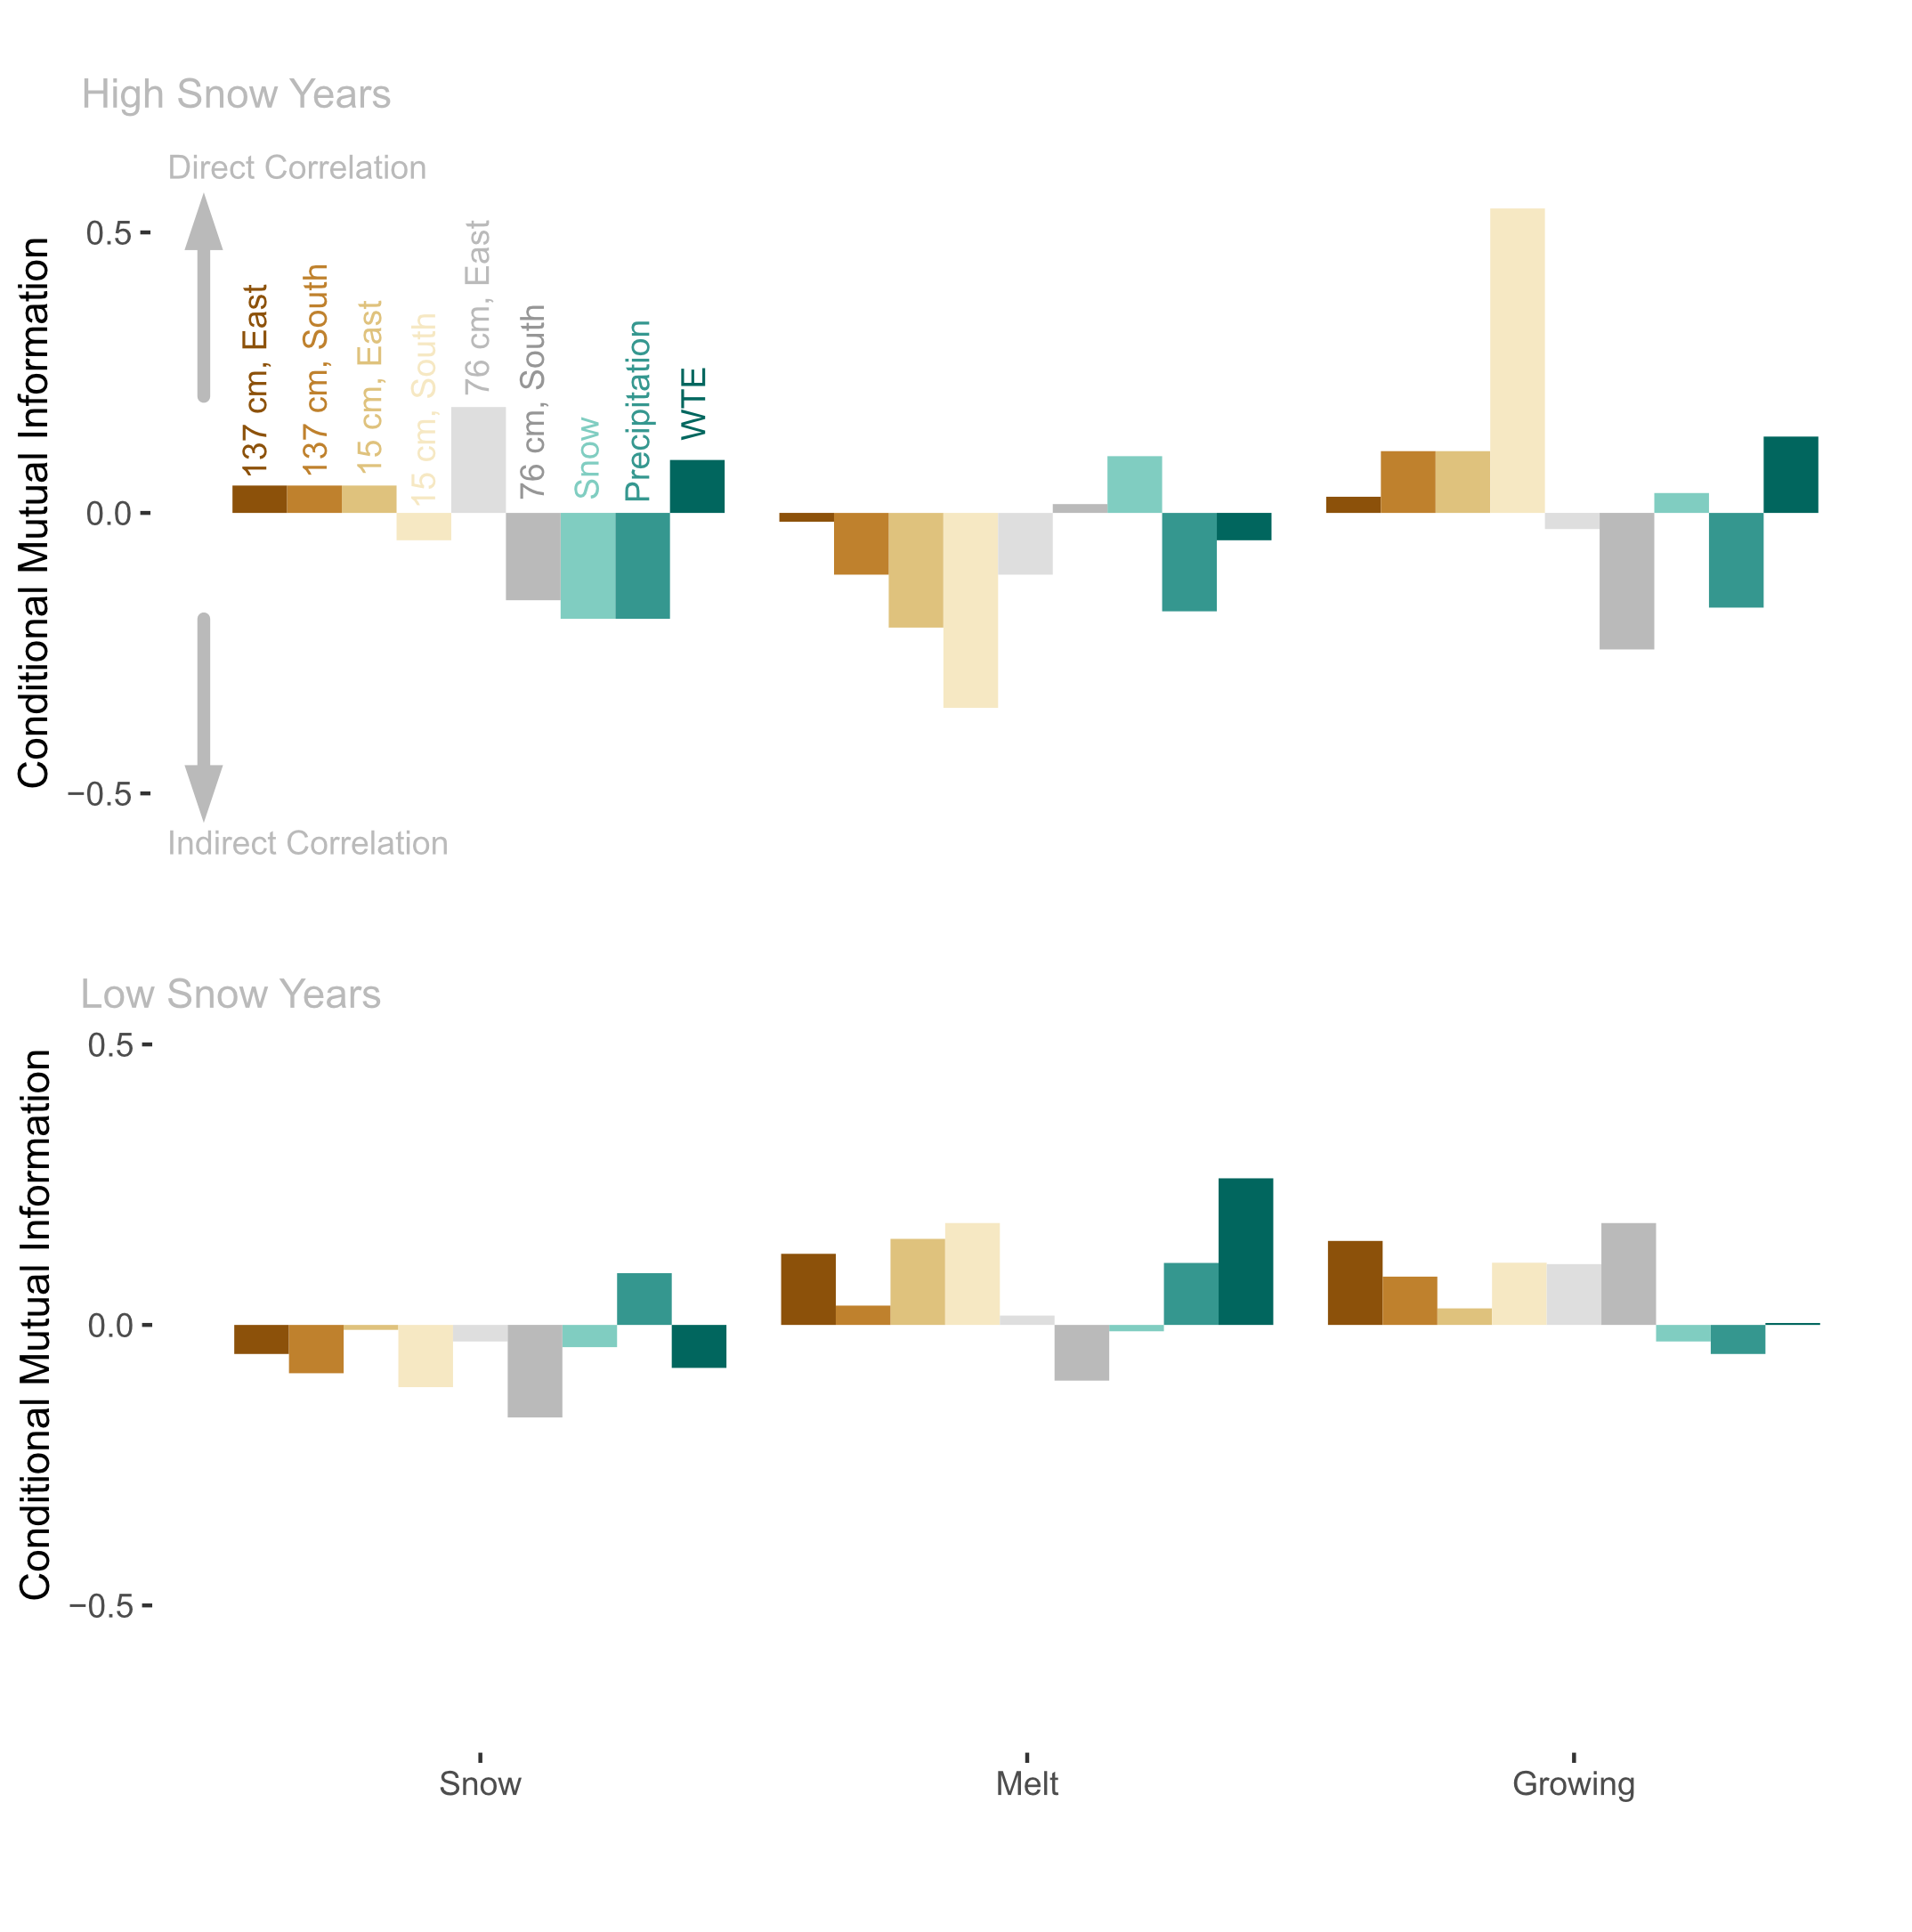 High Snow Years
Direct Correlation
Conditional Mutual Information
0.5
0.0
−0.5
137 cm, East
137 cm, South
15 cm, East
15 cm, South
76 cm, East
76 cm, South
Snow
Precipitation
WTE
Indirect Correlation
Low Snow Years
Conditional Mutual Information
0.5
0.0
−0.5
Snow
Melt
Growing